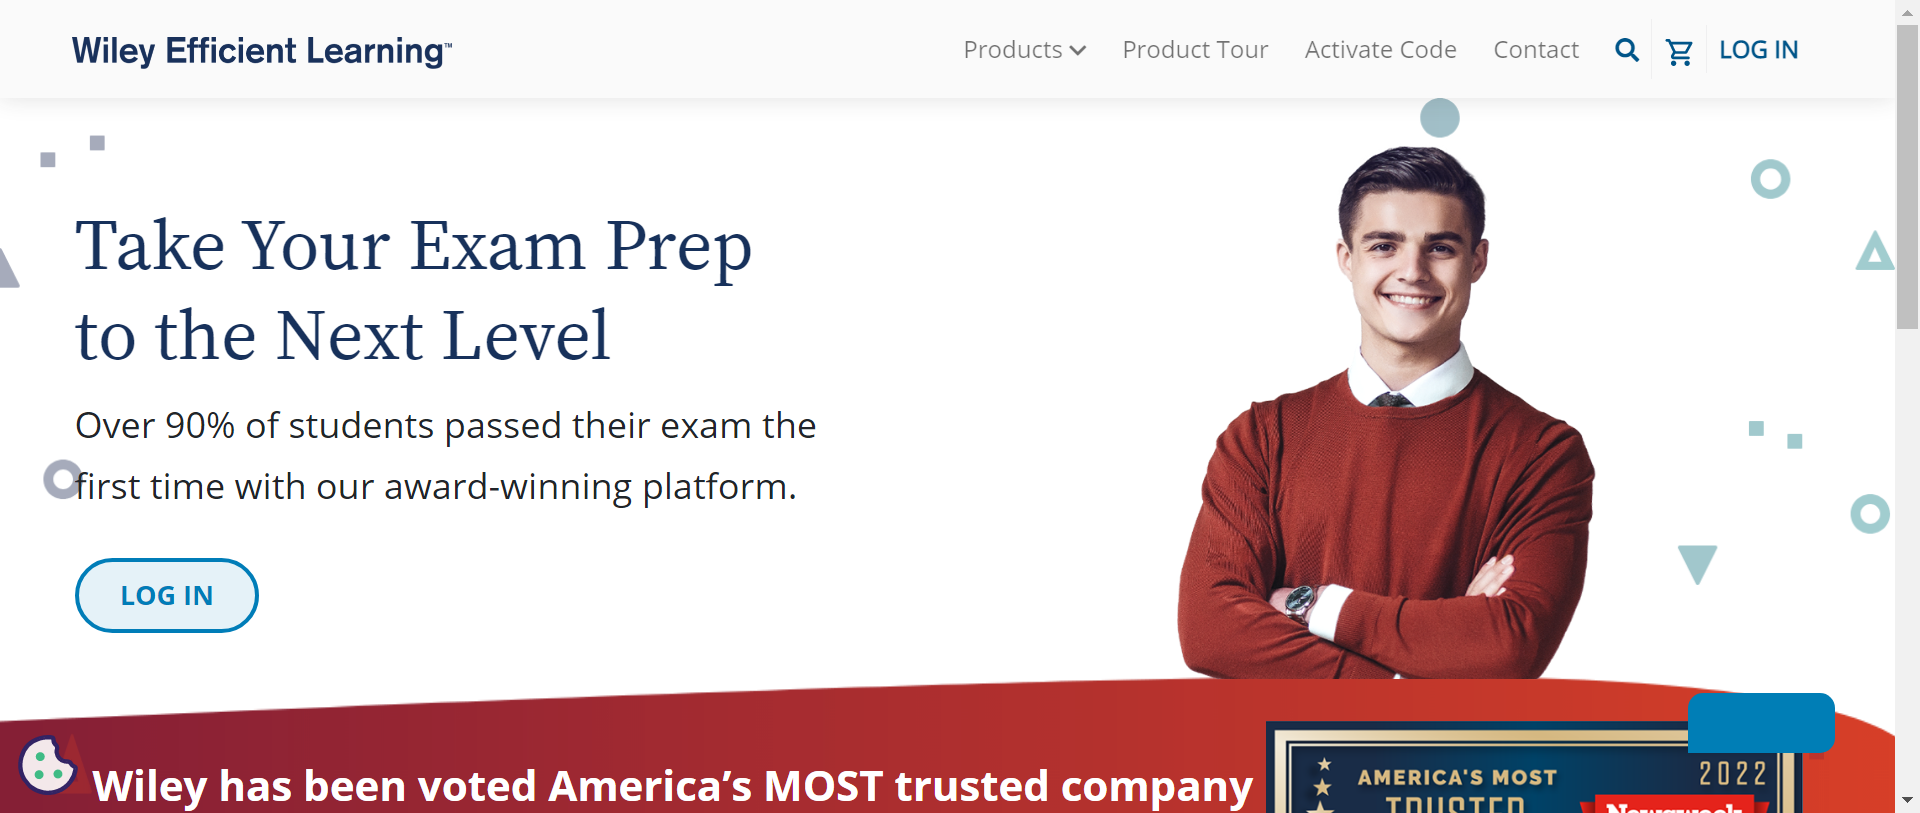 Wiley Efficient Learning™
Products
Product Tour
Activate Code
Contact
LOG IN
Take Your Exam Prep
to the Next Level
Over 90% of students passed their exam the
first time with our award-winning platform.
LOG IN
Wiley has been voted America’s MOST trusted company
AMERICA'S MOST
TRUSTED
2022
Newsweek